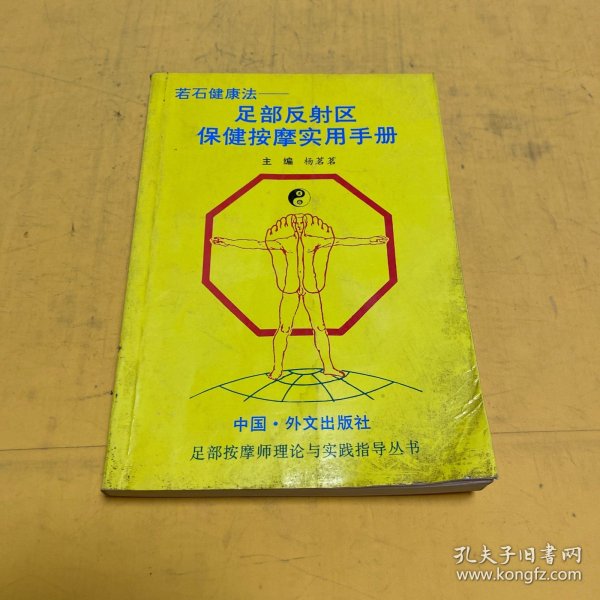 若石健康法——
足部反射区
保健按摩实用手册
主 编 杨茗茗
中国·外文出版社
足部按摩师理论与实践指导丛书
孔夫子旧书网
www.kongfz.com